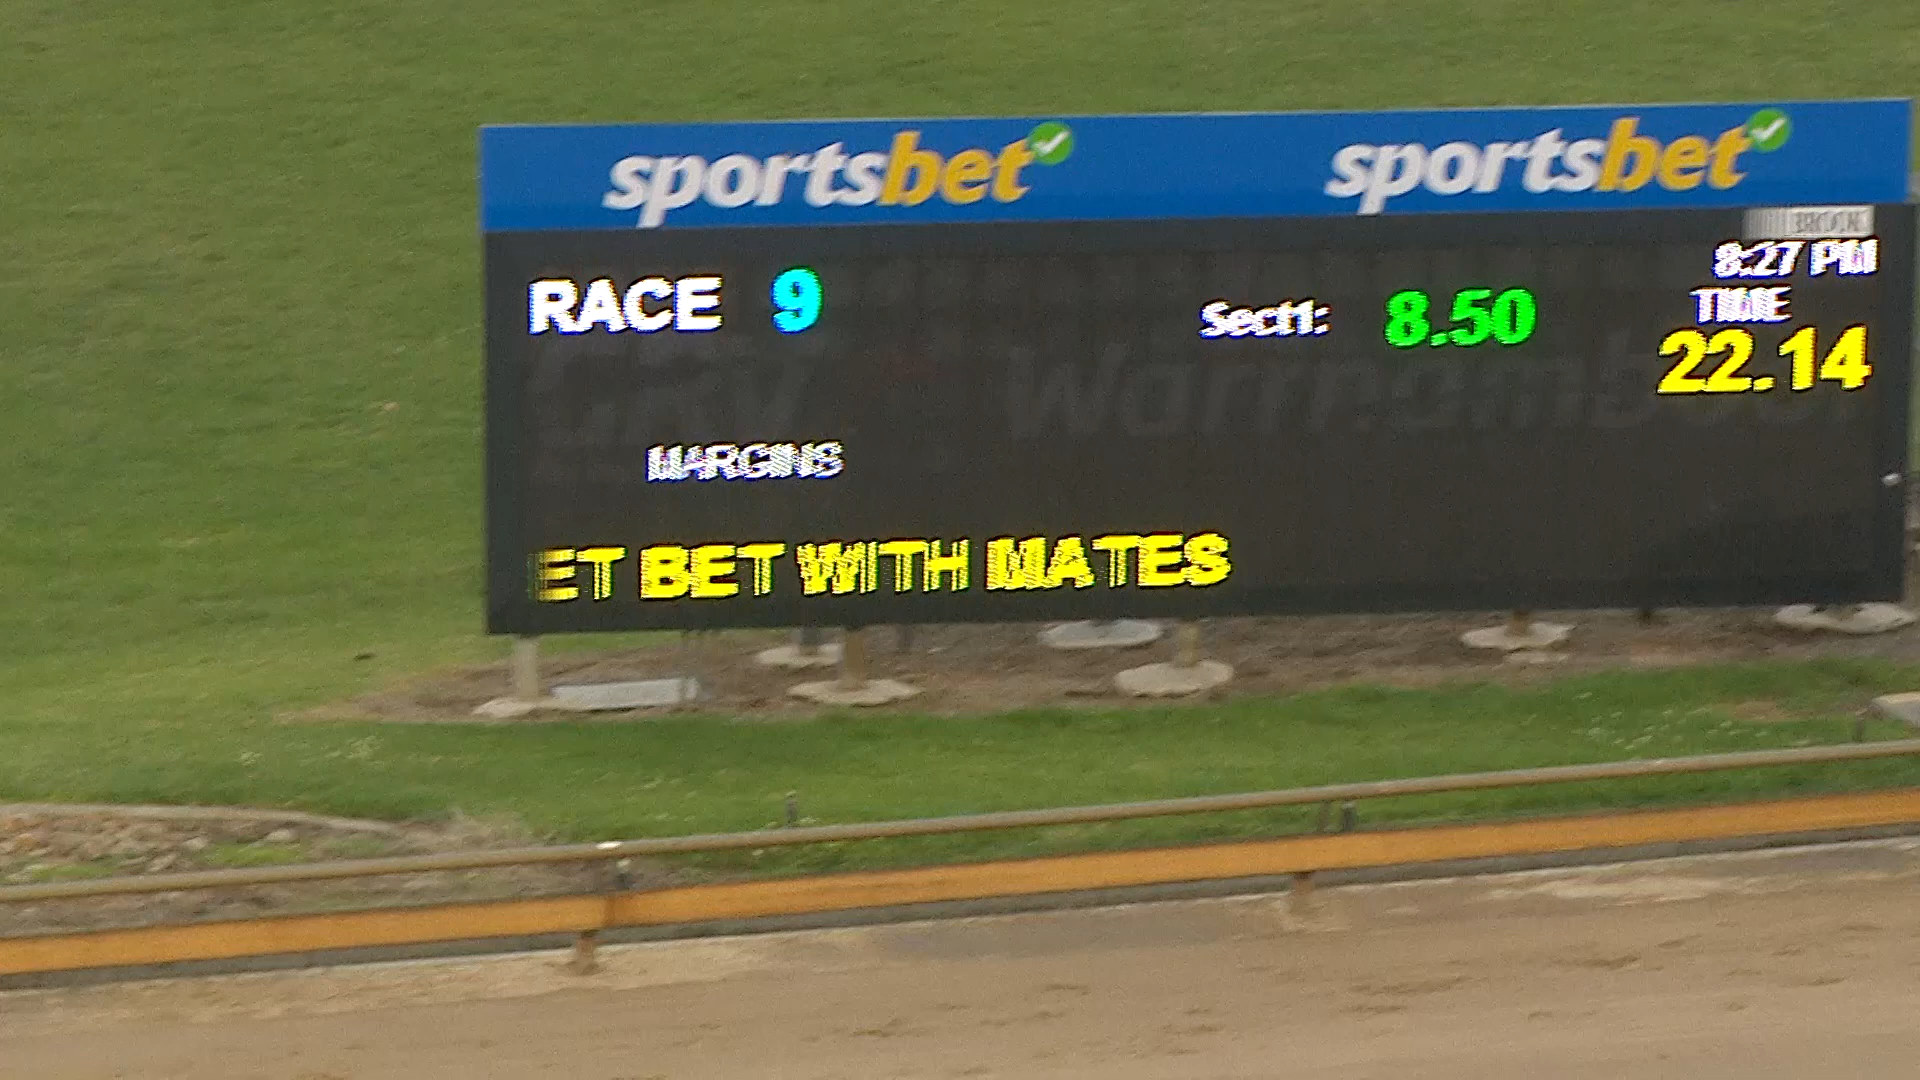 sportsbet sportsbet
8:27 PM
RACE 9 Sect1: 8.50 TIME
22.14
MARGINS
ET BET WITH MATES